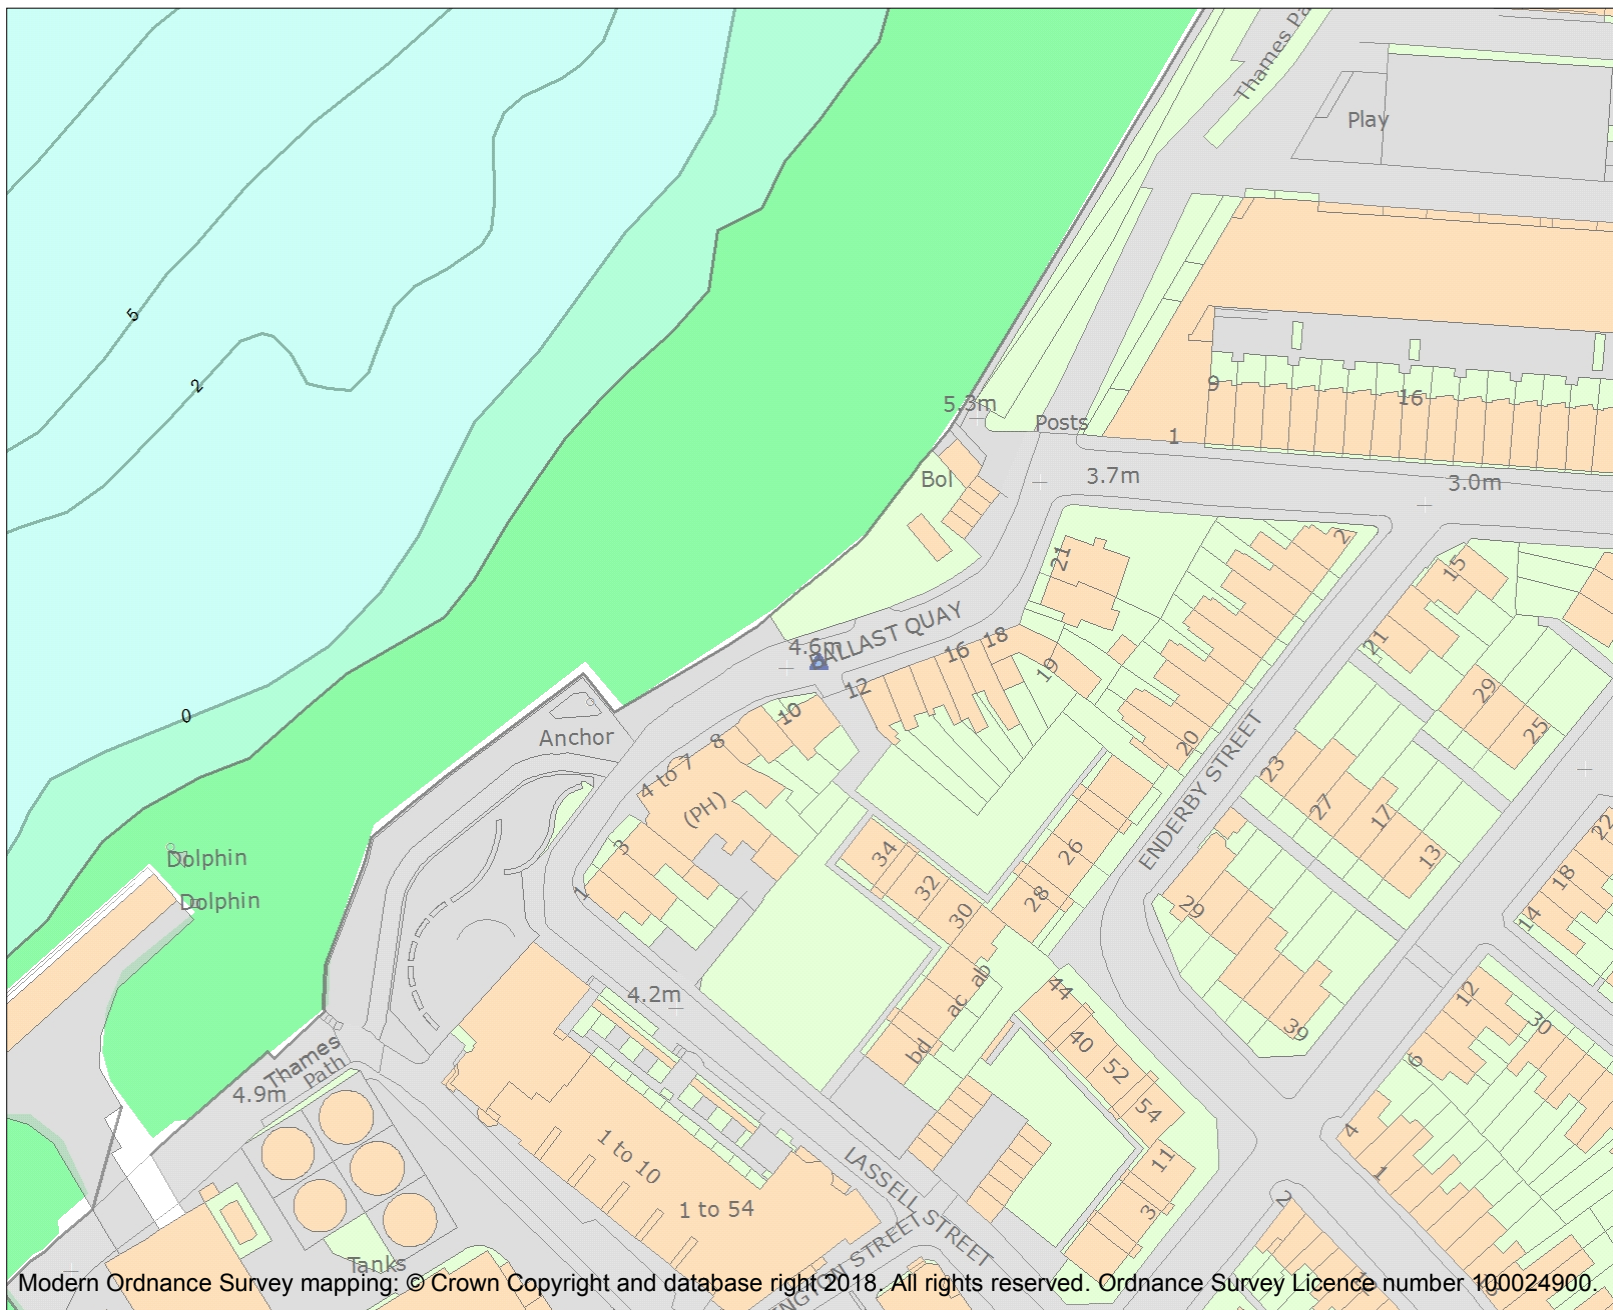 Thames Pa
Play
5
2
9
16
5.3m
Posts
1
Bol
3.7m
3.0m
2
21
15
BALLAST QUAY
4.6m
16
18
19
21
12
10
29
25
0
Anchor
8
20
4 to 7
(PH)
ENDERBY STREET
23
27
17
13
22
3
34
26
32
28
30
1
29
18
14
Dolphin
Dolphin
ab
ac
bd
44
40
52
54
39
12
30
6
4.2m
Thames
Path
4.9m
1 to 10
1 to 54
LASSELL STREET
INGTON STREET
11
3
4
1
2
Tanks
Modern Ordnance Survey mapping: © Crown Copyright and database right 2018. All rights reserved. Ordnance Survey Licence number 100024900.